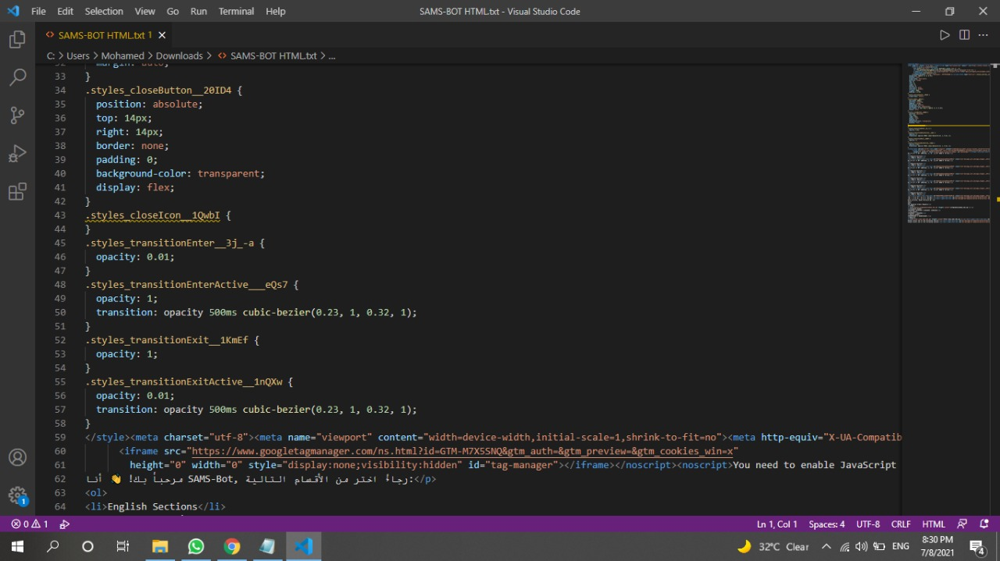 File Edit Selection View Go Run Terminal Help
SAMS-BOT HTML.txt - Visual Studio Code
SAMS-BOT HTML.txt 1
C: > Users > Mohamed > Downloads > SAMS-BOT HTML.txt > ...
32 margin: auto;
33 }
34 .styles_closeButton__20ID4 {
35 position: absolute;
36 top: 14px;
37 right: 14px;
38 border: none;
39 padding: 0;
40 background-color: transparent;
41 display: flex;
42 }
43 .styles_closeIcon__1QwbI {
44 }
45 .styles_transitionEnter__3j_-a {
46 opacity: 0.01;
47 }
48 .styles_transitionEnterActive___eQs7 {
49 opacity: 1;
50 transition: opacity 500ms cubic-bezier(0.23, 1, 0.32, 1);
51 }
52 .styles_transitionExit__1KmEf {
53 opacity: 1;
54 }
55 .styles_transitionExitActive__1nQXw {
56 opacity: 0.01;
57 transition: opacity 500ms cubic-bezier(0.23, 1, 0.32, 1);
58 }
59 </style><meta charset="utf-8"><meta name="viewport" content="width=device-width,initial-scale=1,shrink-to-fit=no"><meta http-equiv="X-UA-Compatib
60 <iframe src="https://www.googletagmanager.com/ns.html?id=GTM-M7X5SNQ&gtm_auth=&gtm_preview=&gtm_cookies_win=x"
61 height="0" width="0" style="display:none;visibility:hidden" id="tag-manager"></iframe></noscript><noscript>You need to enable JavaScript
62 مرحباً بك! 👋 أنا SAMS-Bot, رجاءً اختر من الأقسام التالية:</p>
63 <ol>
64 <li>English Sections</li>
0 1
Ln 1, Col 1 Spaces: 4 UTF-8 CRLF HTML
1
32°C Clear ENG
8:30 PM
7/8/2021
4